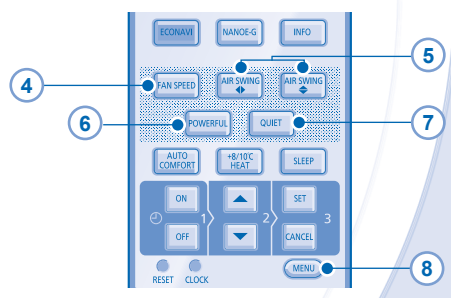 ECONAVI NANOE-G INFO
5
4 FAN SPEED AIR SWING AIR SWING
6 POWERFUL QUIET 7
AUTO COMFORT +8/10℃ HEAT SLEEP
ON SET
1 2 3
OFF CANCEL
RESET CLOCK MENU 8